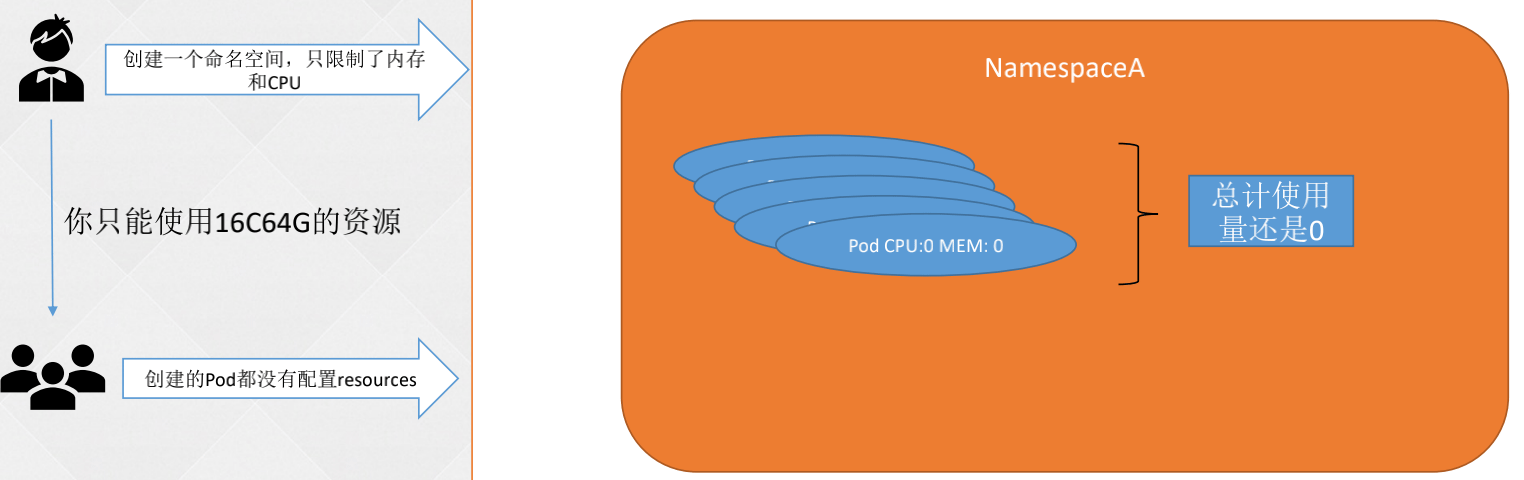 创建一个命名空间，只限制了内存
和CPU
NamespaceA
你只能使用16C64G的资源
总计使用
量还是0
Pod CPU:0 MEM: 0
创建的Pod都没有配置resources